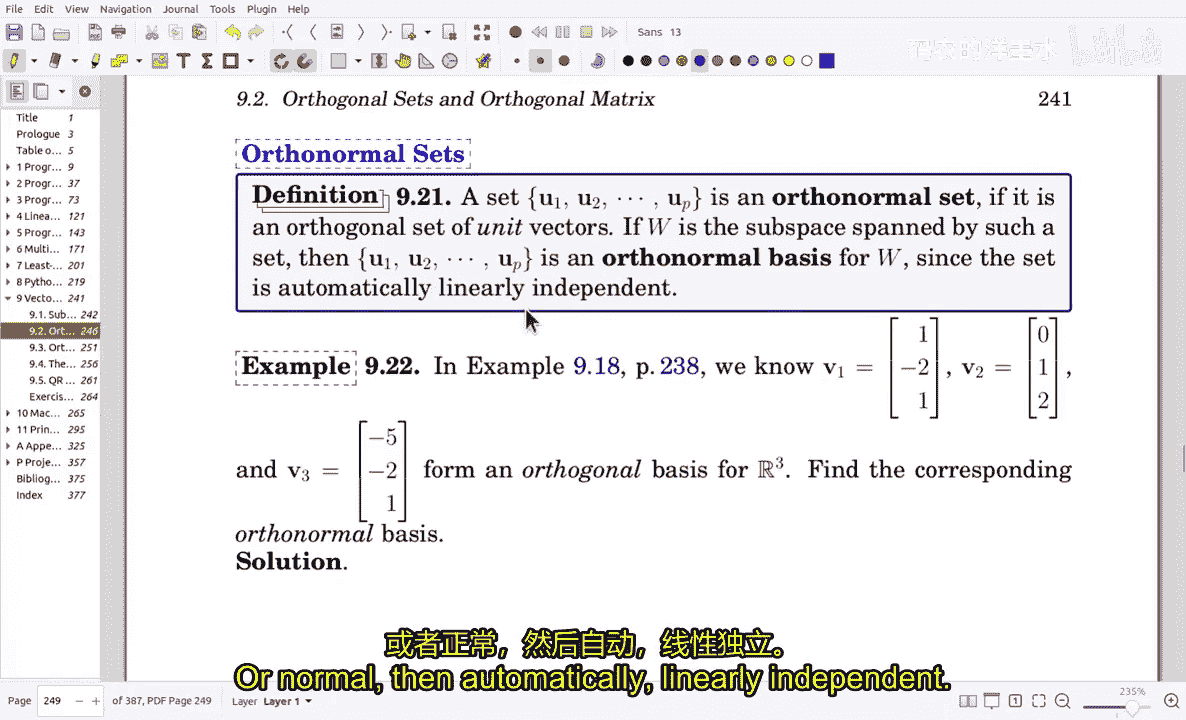 File Edit View Navigation Journal Tools Plugin Help
Sans 13
9.2. Orthogonal Sets and Orthogonal Matrix 241
Title 1
Prologue 3
Table o... 5
1 Progr... 9
2 Progr... 37
3 Progr... 73
4 Linea... 121
5 Progr... 143
6 Multi... 171
7 Least-... 201
8 Pytho... 219
9 Vecto... 241
9.1. Sub... 242
9.2. Ort... 246
9.3. Ort... 251
9.4. The... 256
9.5. QR ... 261
Exercis... 264
10 Mac... 265
11 Prin... 295
A Appe... 325
P Proje... 357
Bibliog... 375
Index 377
Orthonormal Sets
Definition 9.21. A set {u₁, u₂, ⋯ , uₚ} is an orthonormal set, if it is
an orthogonal set of unit vectors. If W is the subspace spanned by such a
set, then {u₁, u₂, ⋯ , uₚ} is an orthonormal basis for W, since the set
is automatically linearly independent.
Example 9.22. In Example 9.18, p. 238, we know v₁ = [1 −2 1], v₂ = [0 1 2],
and v₃ = [−5 −2 1] form an orthogonal basis for ℝ³. Find the corresponding
orthonormal basis.
Solution.
或者正常，然后自动，线性独立。
Or normal, then automatically, linearly independent.
Page 249 − + of 387, PDF Page 249 Layer Layer 1 235%